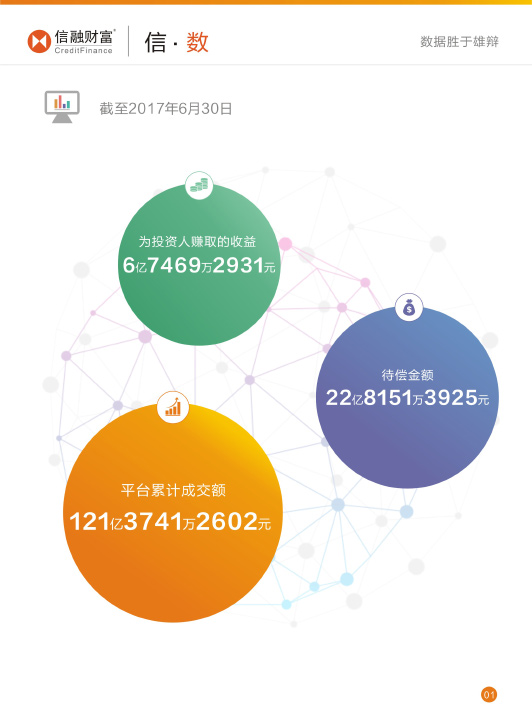 信融财富®
CreditFinance
信·数
数据胜于雄辩
截至2017年6月30日
为投资人赚取的收益
6亿7469万2931元
待偿金额
22亿8151万3925元
平台累计成交额
121亿3741万2602元
01